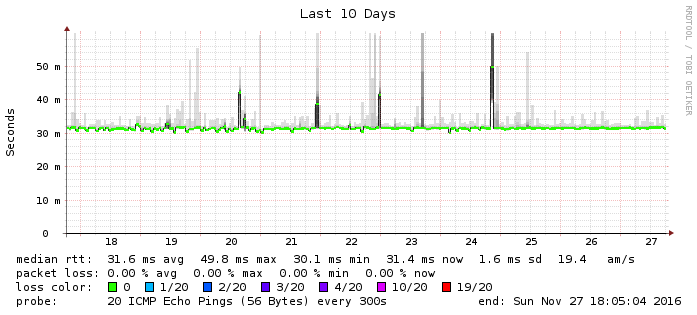 Last 10 Days
RRDTOOL / TOBI OETIKER
Seconds
50 m
40 m
30 m
20 m
10 m
0
18 19 20 21 22 23 24 25 26 27
median rtt: 31.6 ms avg 49.8 ms max 30.1 ms min 31.4 ms now 1.6 ms sd 19.4 am/s
packet loss: 0.00 % avg 0.00 % max 0.00 % min 0.00 % now
loss color: 0 1/20 2/20 3/20 4/20 10/20 19/20
probe: 20 ICMP Echo Pings (56 Bytes) every 300s end: Sun Nov 27 18:05:04 2016